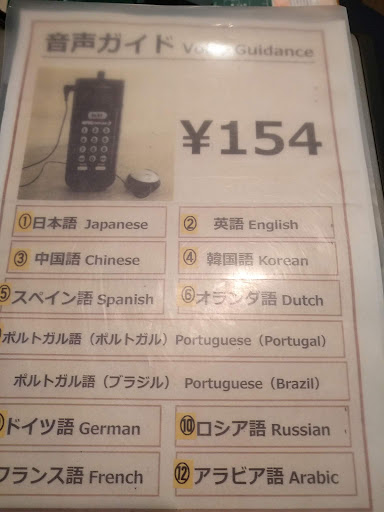 音声ガイド Voice Guidance
¥154
①日本語 Japanese
② 英語 English
③ 中国語 Chinese
④ 韓国語 Korean
⑤スペイン語 Spanish
⑥オランダ語 Dutch
ポルトガル語（ポルトガル）Portuguese（Portugal）
ポルトガル語（ブラジル） Portuguese（Brazil）
ドイツ語 German
⑩ロシア語 Russian
フランス語 French
⑫アラビア語 Arabic